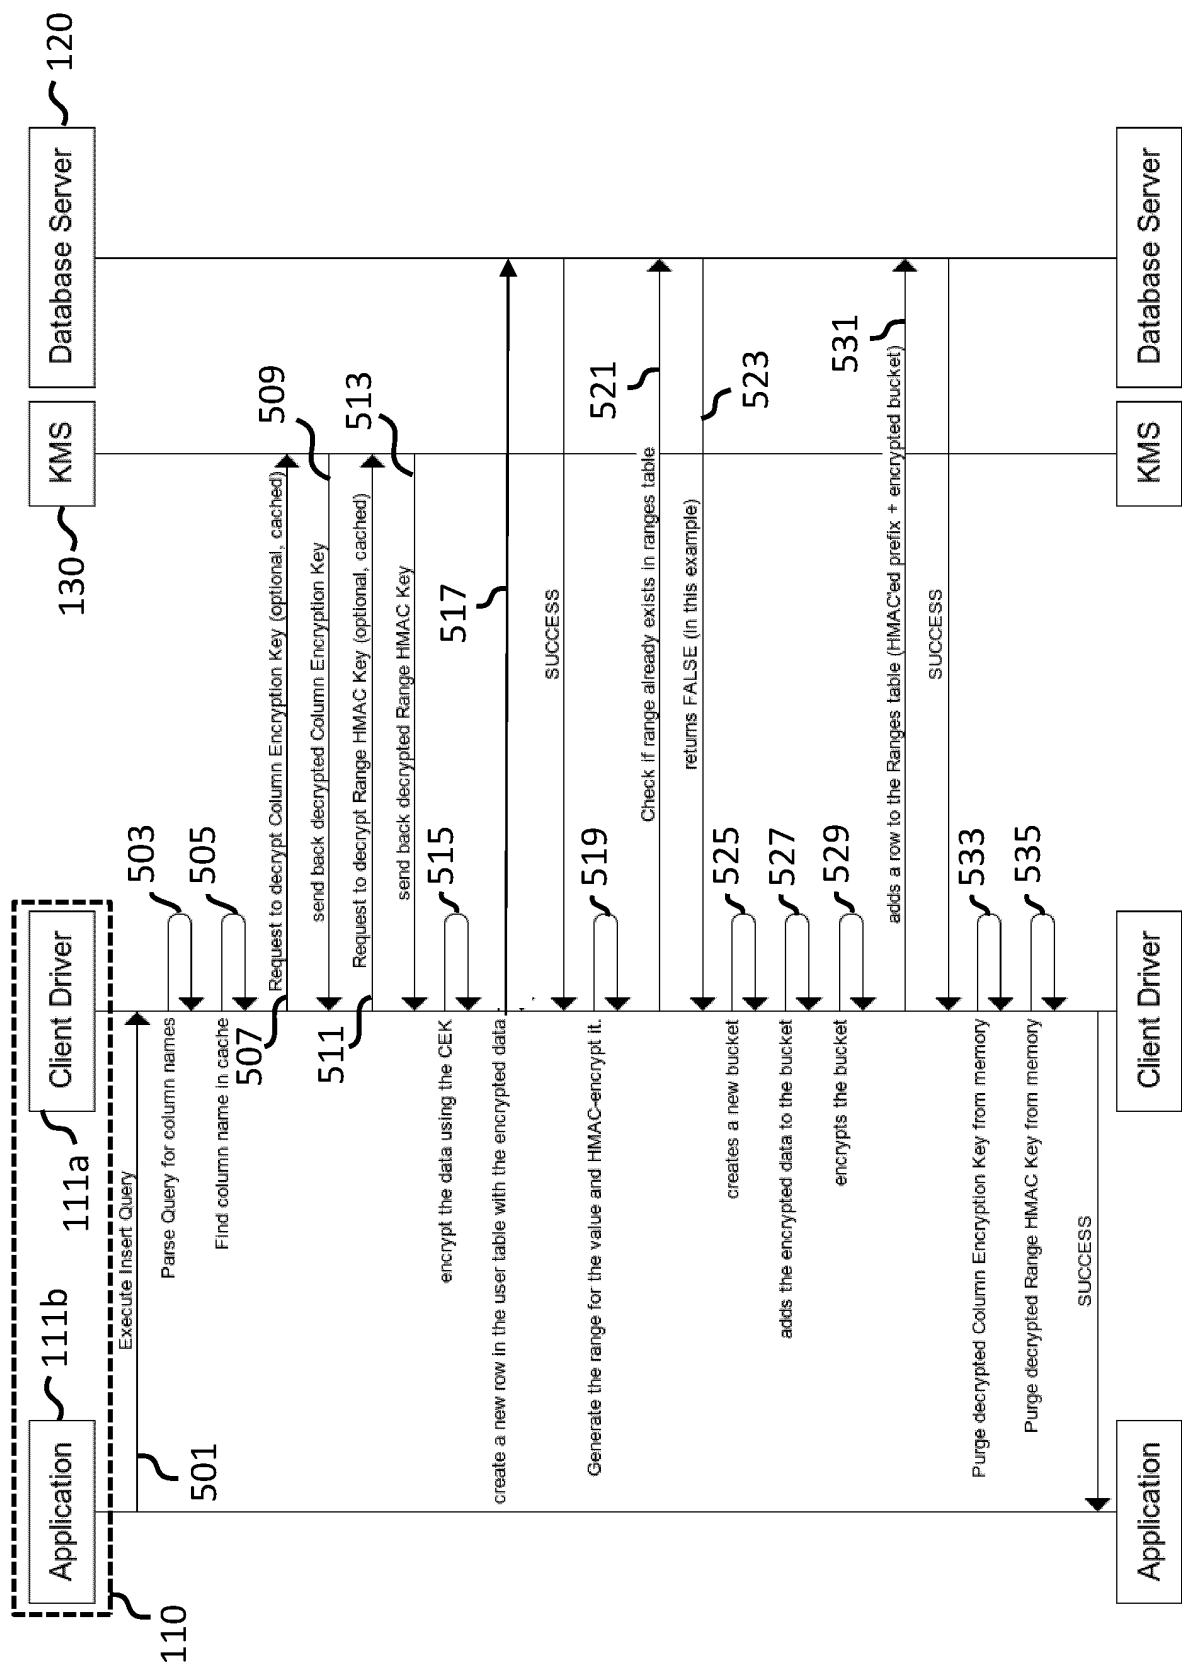 110
Application
111b
111a
Client Driver
130
KMS
Database Server
120
501
Execute Insert Query
Parse Query for column names
503
Find column name in cache
505
507
Request to decrypt Column Encryption Key (optional, cached)
send back decrypted Column Encryption Key
509
511
Request to decrypt Range HMAC Key (optional, cached)
send back decrypted Range HMAC Key
513
encrypt the data using the CEK
515
create a new row in the user table with the encrypted data
517
SUCCESS
Generate the range for the value and HMAC-encrypt it.
519
Check if range already exists in ranges table
521
returns FALSE (in this example)
523
creates a new bucket
525
adds the encrypted data to the bucket
527
encrypts the bucket
529
adds a row to the Ranges table (HMAC'ed prefix + encrypted bucket)
531
SUCCESS
Purge decrypted Column Encryption Key from memory
533
Purge decrypted Range HMAC Key from memory
535
SUCCESS
Application
Client Driver
KMS
Database Server